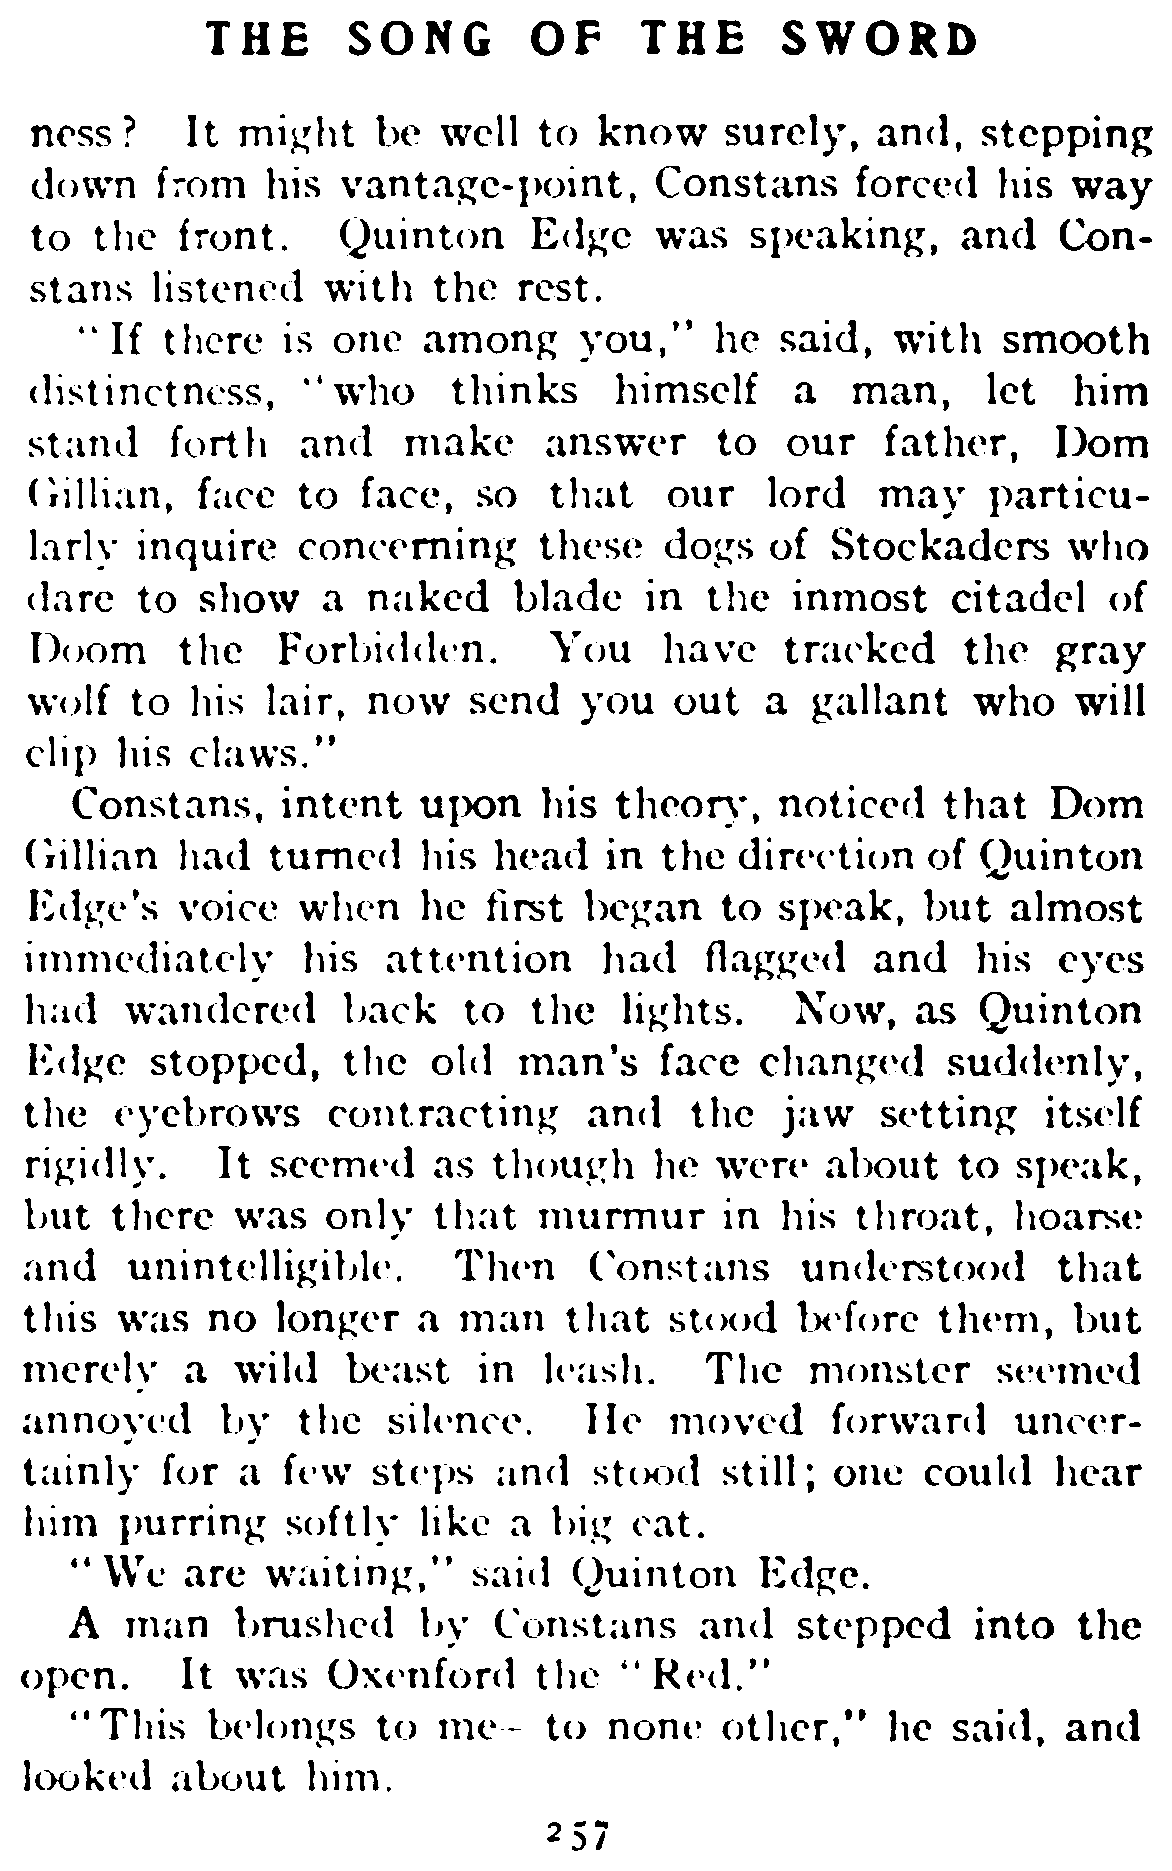 THE SONG OF THE SWORD
ness? It might be well to know surely, and, stepping
down from his vantage-point, Constans forced his way
to the front. Quinton Edge was speaking, and Con-
stans listened with the rest.
"If there is one among you," he said, with smooth
distinctness, "who thinks himself a man, let him
stand forth and make answer to our father, Dom
Gillian, face to face, so that our lord may particu-
larly inquire concerning these dogs of Stockaders who
dare to show a naked blade in the inmost citadel of
Doom the Forbidden. You have tracked the gray
wolf to his lair, now send you out a gallant who will
clip his claws."
Constans, intent upon his theory, noticed that Dom
Gillian had turned his head in the direction of Quinton
Edge's voice when he first began to speak, but almost
immediately his attention had flagged and his eyes
had wandered back to the lights. Now, as Quinton
Edge stopped, the old man's face changed suddenly,
the eyebrows contracting and the jaw setting itself
rigidly. It seemed as though he were about to speak,
but there was only that murmur in his throat, hoarse
and unintelligible. Then Constans understood that
this was no longer a man that stood before them, but
merely a wild beast in leash. The monster seemed
annoyed by the silence. He moved forward uncer-
tainly for a few steps and stood still; one could hear
him purring softly like a big cat.
"We are waiting," said Quinton Edge.
A man brushed by Constans and stepped into the
open. It was Oxenford the "Red."
"This belongs to me—to none other," he said, and
looked about him.
257